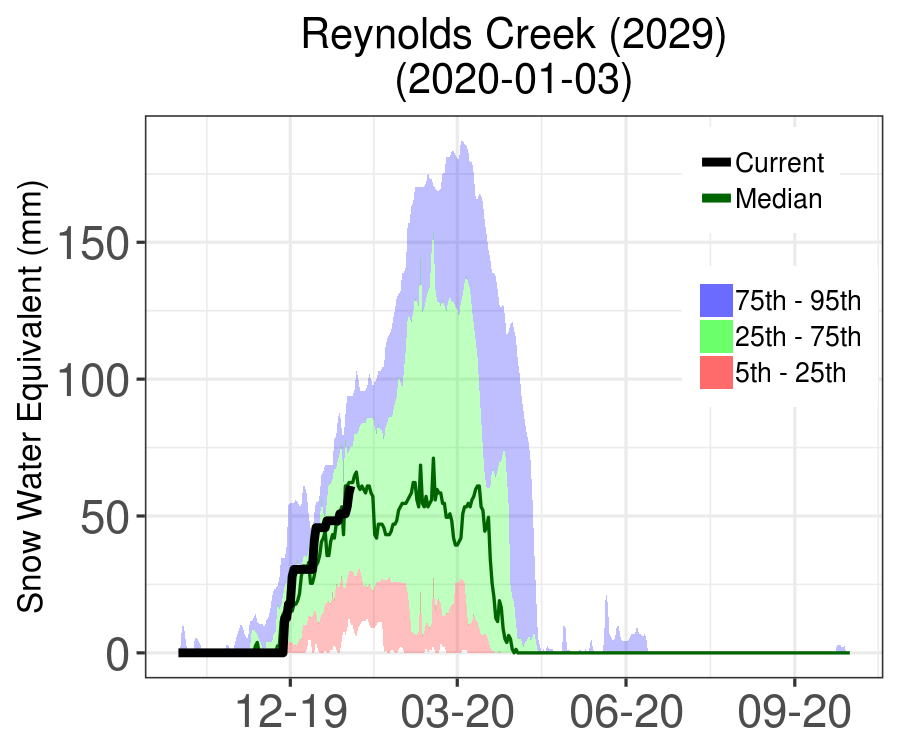 Reynolds Creek (2029)
(2020-01-03)
Snow Water Equivalent (mm)
150
100
50
0
12-19
03-20
06-20
09-20
Current
Median
75th - 95th
25th - 75th
5th - 25th